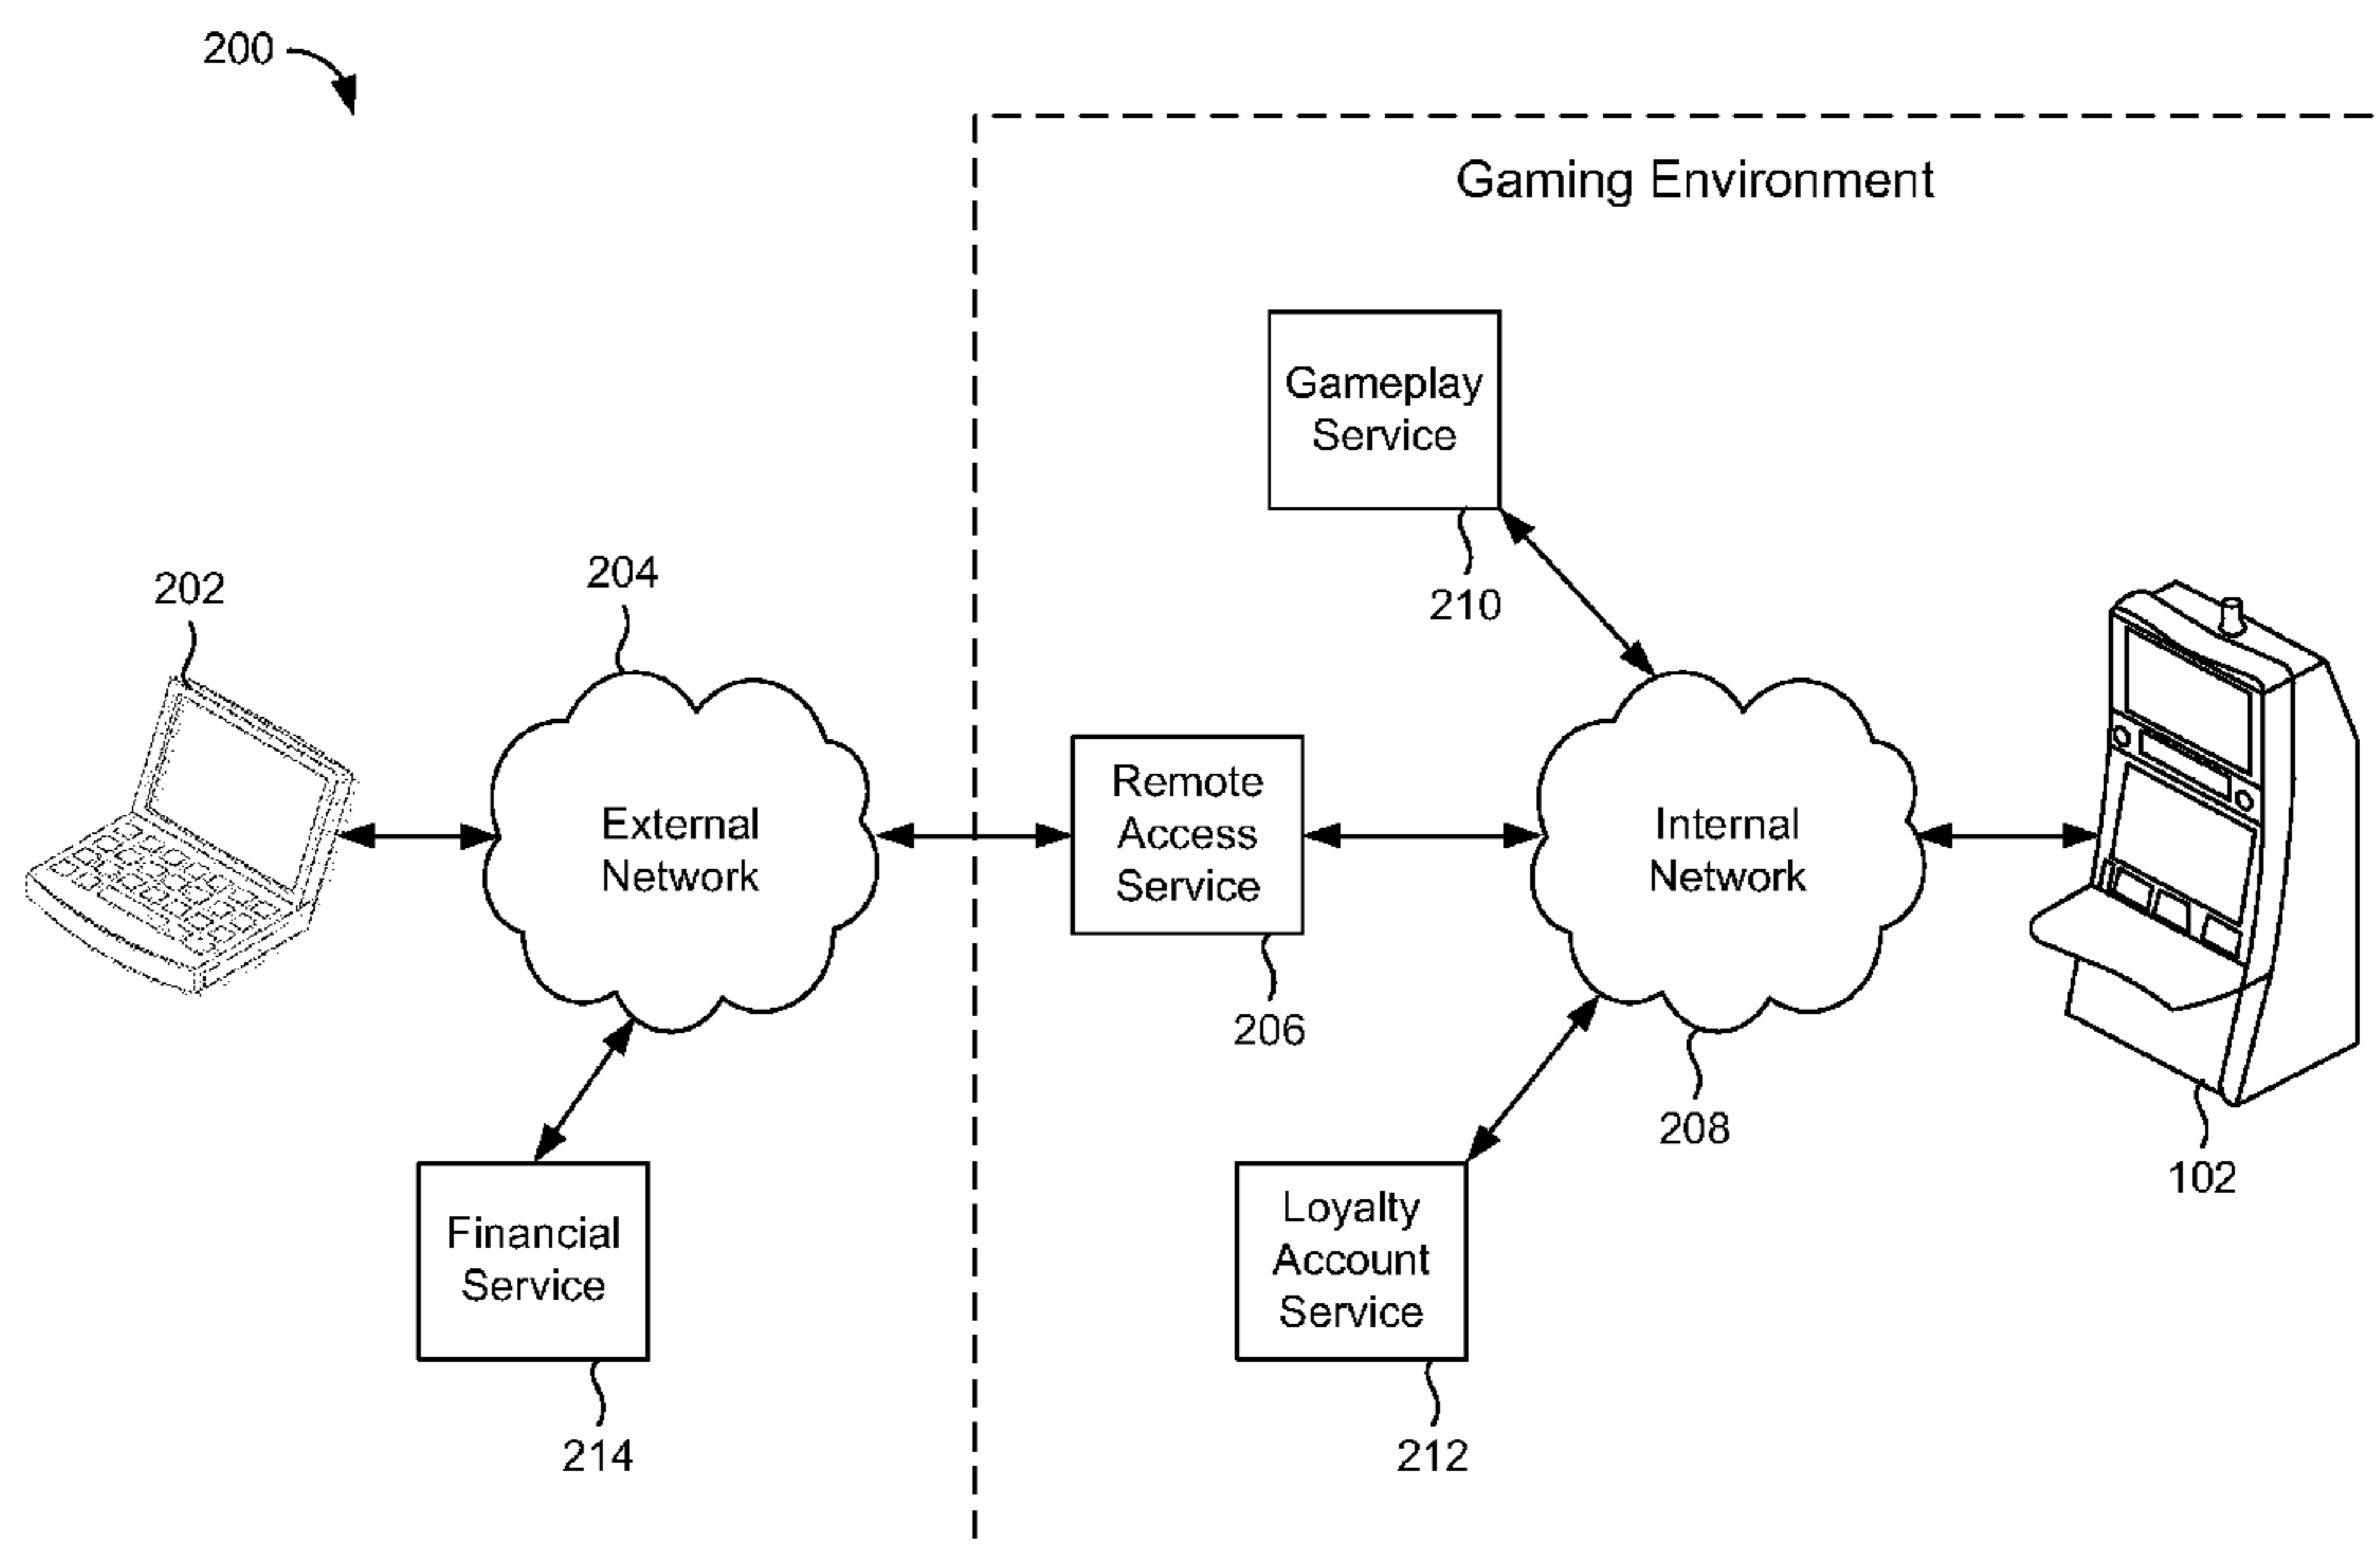 200
Gaming Environment
Gameplay
Service
210
202
204
External
Network
Remote
Access
Service
206
Internal
Network
208
102
Financial
Service
214
Loyalty
Account
Service
212